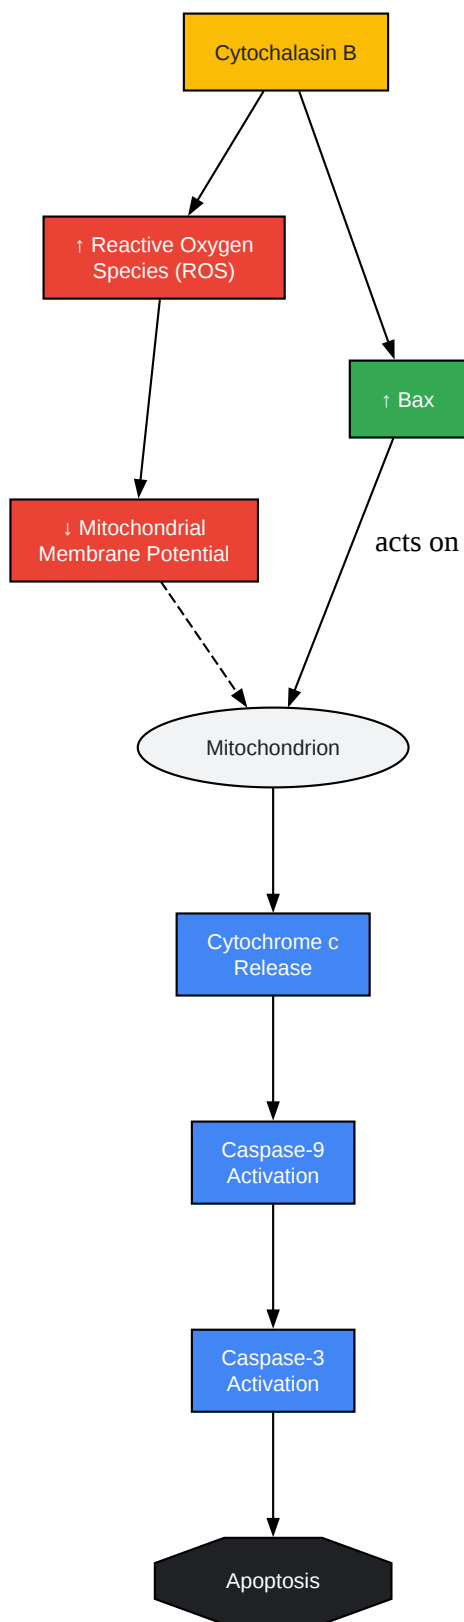 Cytochalasin B
↑ Reactive Oxygen
Species (ROS)
↑ Bax
↓ Mitochondrial
Membrane Potential
acts on
Mitochondrion
Cytochrome c
Release
Caspase-9
Activation
Caspase-3
Activation
Apoptosis